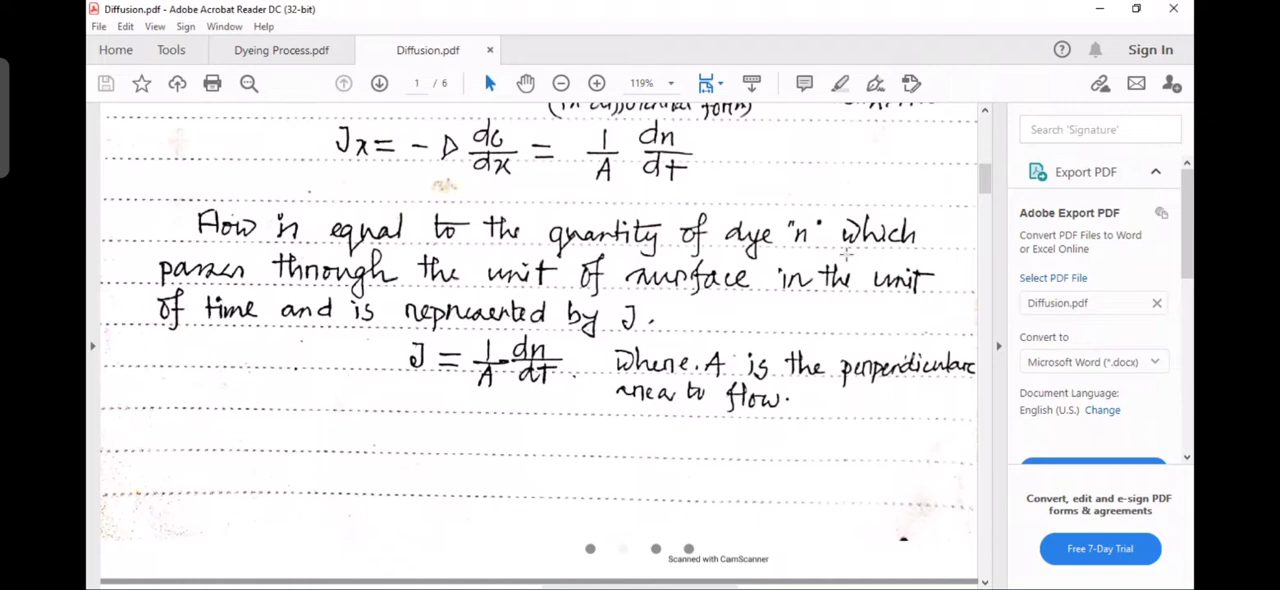 Diffusion.pdf - Adobe Acrobat Reader DC (32-bit)
File Edit View Sign Window Help
Home Tools Dyeing Process.pdf Diffusion.pdf × Sign In
1 / 6 119%
Jx = - D dc/dx = 1/A dn/dt
Flow is equal to the quantity of dye "n" which
passes through the unit of surface in the unit
of time and is represented by J.
J = 1/A dn/dt. Where. A is the perpendicular
area to flow.
Scanned with CamScanner
Search 'Signature'
Export PDF
Adobe Export PDF
Convert PDF Files to Word
or Excel Online
Select PDF File
Diffusion.pdf ×
Convert to
Microsoft Word (*.docx)
Document Language:
English (U.S.) Change
Convert, edit and e-sign PDF
forms & agreements
Free 7-Day Trial